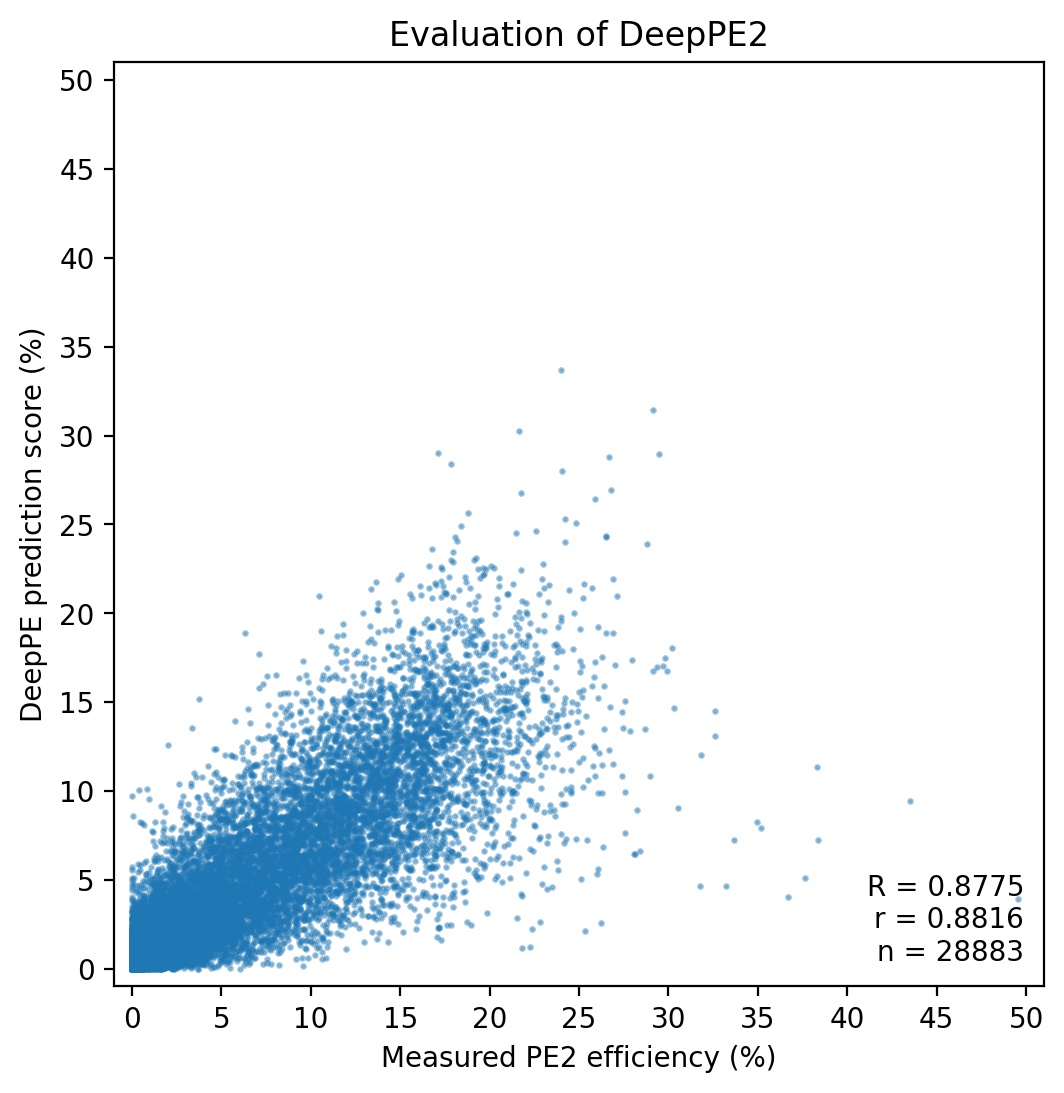 Evaluation of DeepPE2
50
45
40
35
30
25
20
15
10
5
0
DeepPE prediction score (%)
R = 0.8775
r = 0.8816
n = 28883
0 5 10 15 20 25 30 35 40 45 50
Measured PE2 efficiency (%)